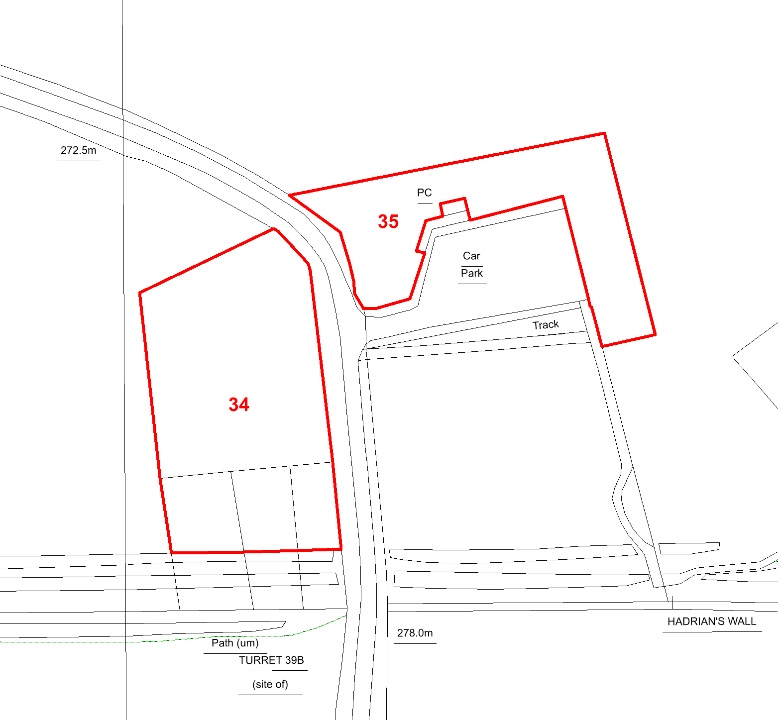 272.5m
PC
35
Car
Park
Track
34
HADRIAN'S WALL
278.0m
Path (um)
TURRET 39B
(site of)